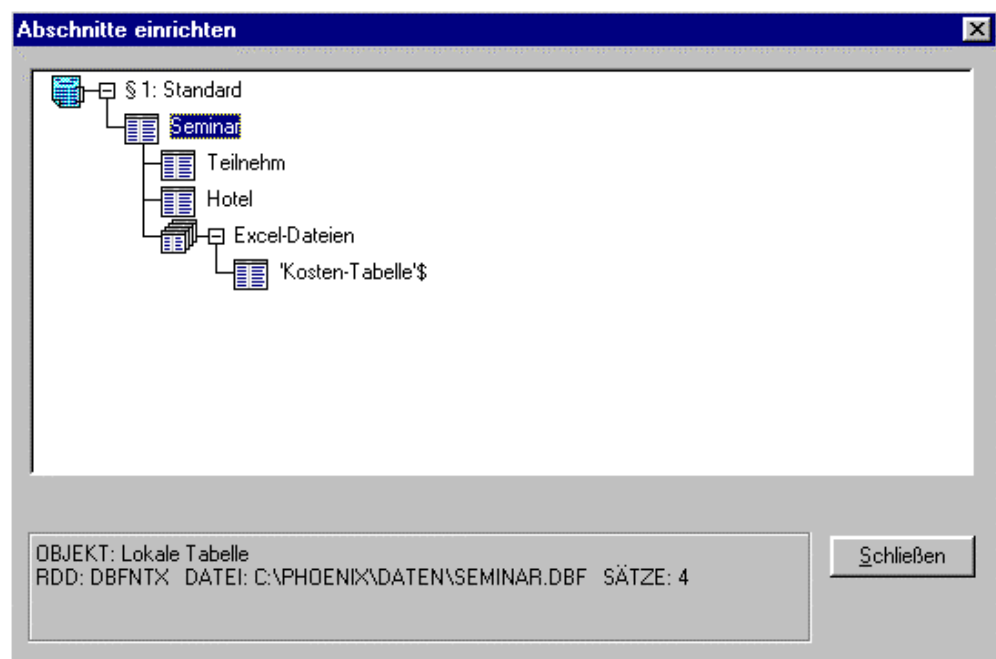 Abschnitte einrichten
§ 1: Standard
Seminar
Teilnehm
Hotel
Excel-Dateien
'Kosten-Tabelle'$
OBJEKT: Lokale Tabelle
RDD: DBFNTX DATEI: C:\PHOENIX\DATEN\SEMINAR.DBF SÄTZE: 4
Schließen